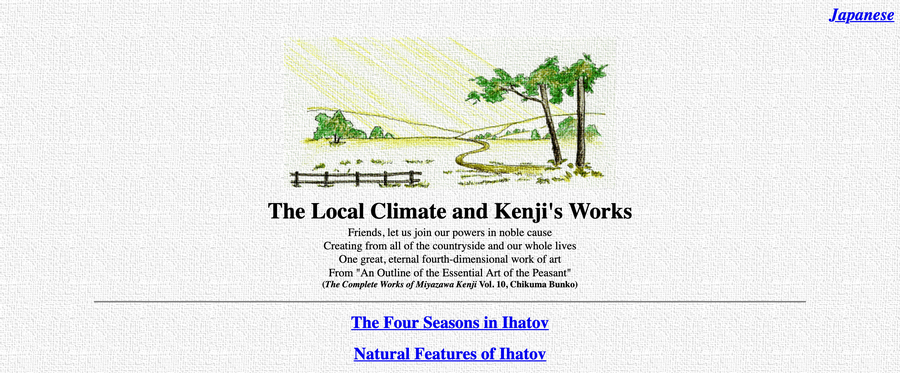 Japanese
The Local Climate and Kenji's Works
Friends, let us join our powers in noble cause
Creating from all of the countryside and our whole lives
One great, eternal fourth-dimensional work of art
From "An Outline of the Essential Art of the Peasant"
(The Complete Works of Miyazawa Kenji Vol. 10, Chikuma Bunko)
The Four Seasons in Ihatov
Natural Features of Ihatov